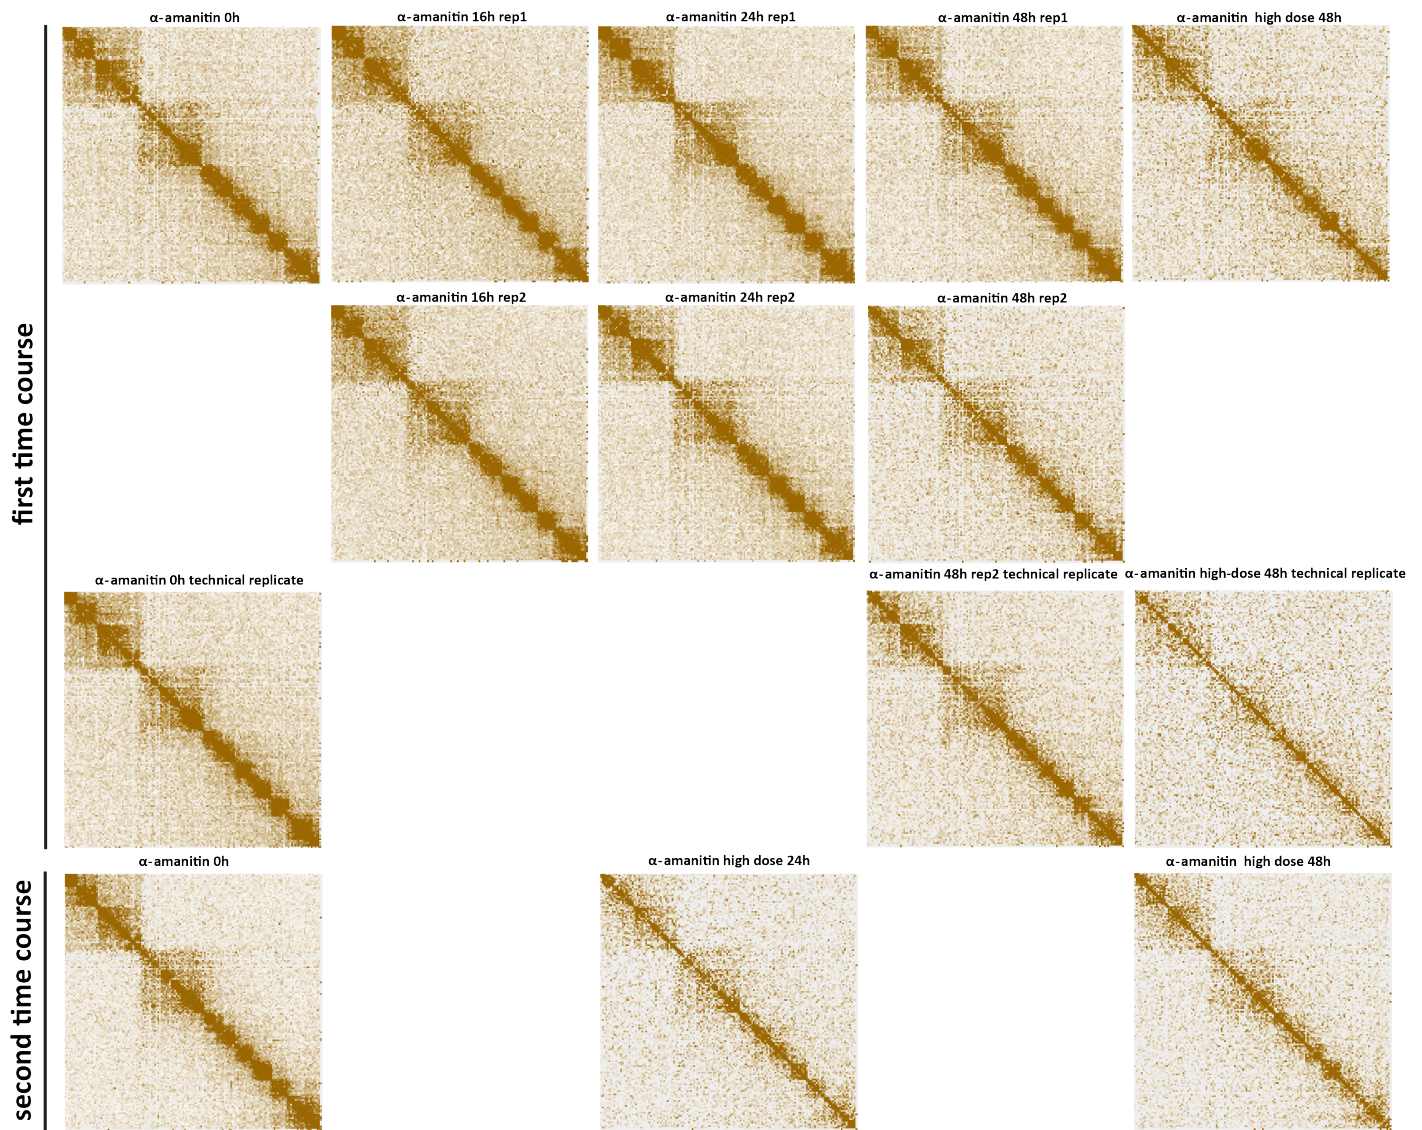 α-amanitin 0h
α-amanitin 16h rep1
α-amanitin 24h rep1
α-amanitin 48h rep1
α-amanitin high dose 48h
first time course
α-amanitin 16h rep2
α-amanitin 24h rep2
α-amanitin 48h rep2
α-amanitin 0h technical replicate
α-amanitin 48h rep2 technical replicate
α-amanitin high-dose 48h technical replicate
second time course
α-amanitin 0h
α-amanitin high dose 24h
α-amanitin high dose 48h